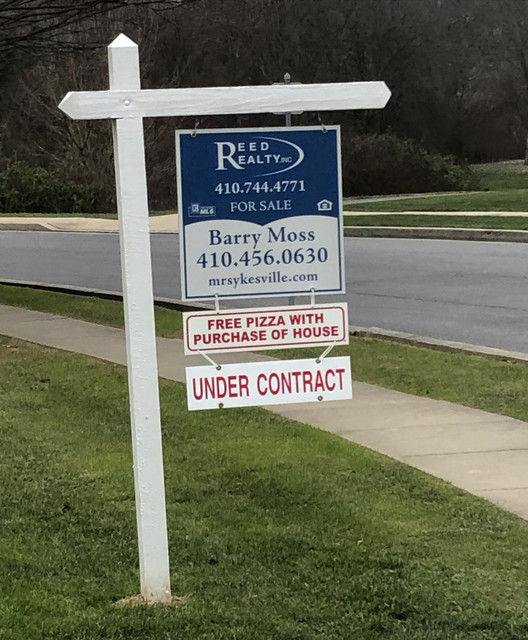 REED
REALTY, INC
410.744.4771
FOR SALE
MLS
Barry Moss
410.456.0630
mrsykesville.com
FREE PIZZA WITH
PURCHASE OF HOUSE
UNDER CONTRACT